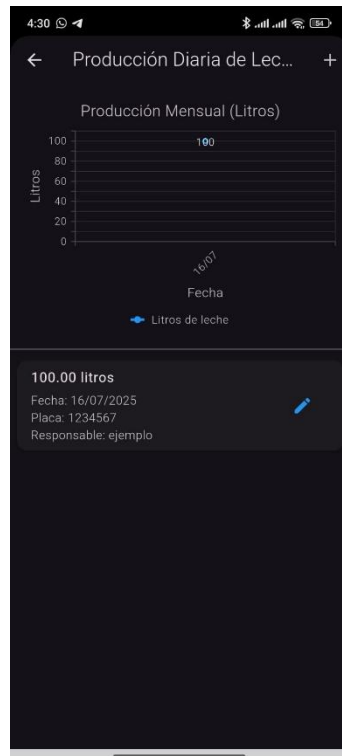 4:30
54
Producción Diaria de Lec...
Producción Mensual (Litros)
100
100
80
60
40
20
0
Litros
16/07
Fecha
Litros de leche
100.00 litros
Fecha: 16/07/2025
Placa: 1234567
Responsable: ejemplo